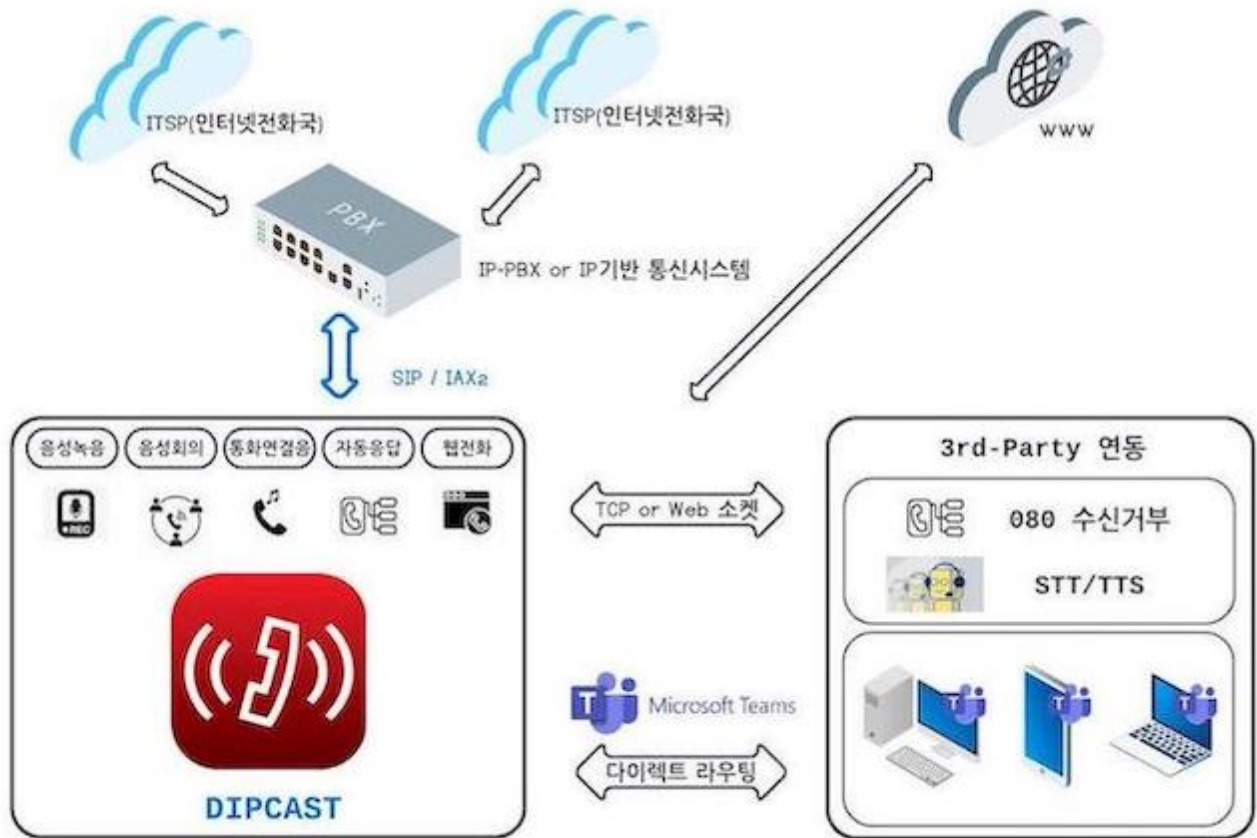 ITSP(인터넷전화국)
ITSP(인터넷전화국)
WWW
PBX
IP-PBX or IP기반 통신시스템
SIP / IAX2
음성녹음 음성회의 통화연결음 자동응답 웹전화
REC
DIPCAST
TCP or Web 소켓
T Microsoft Teams
다이렉트 라우팅
3rd-Party 연동
080 수신거부
STT/TTS
T T T